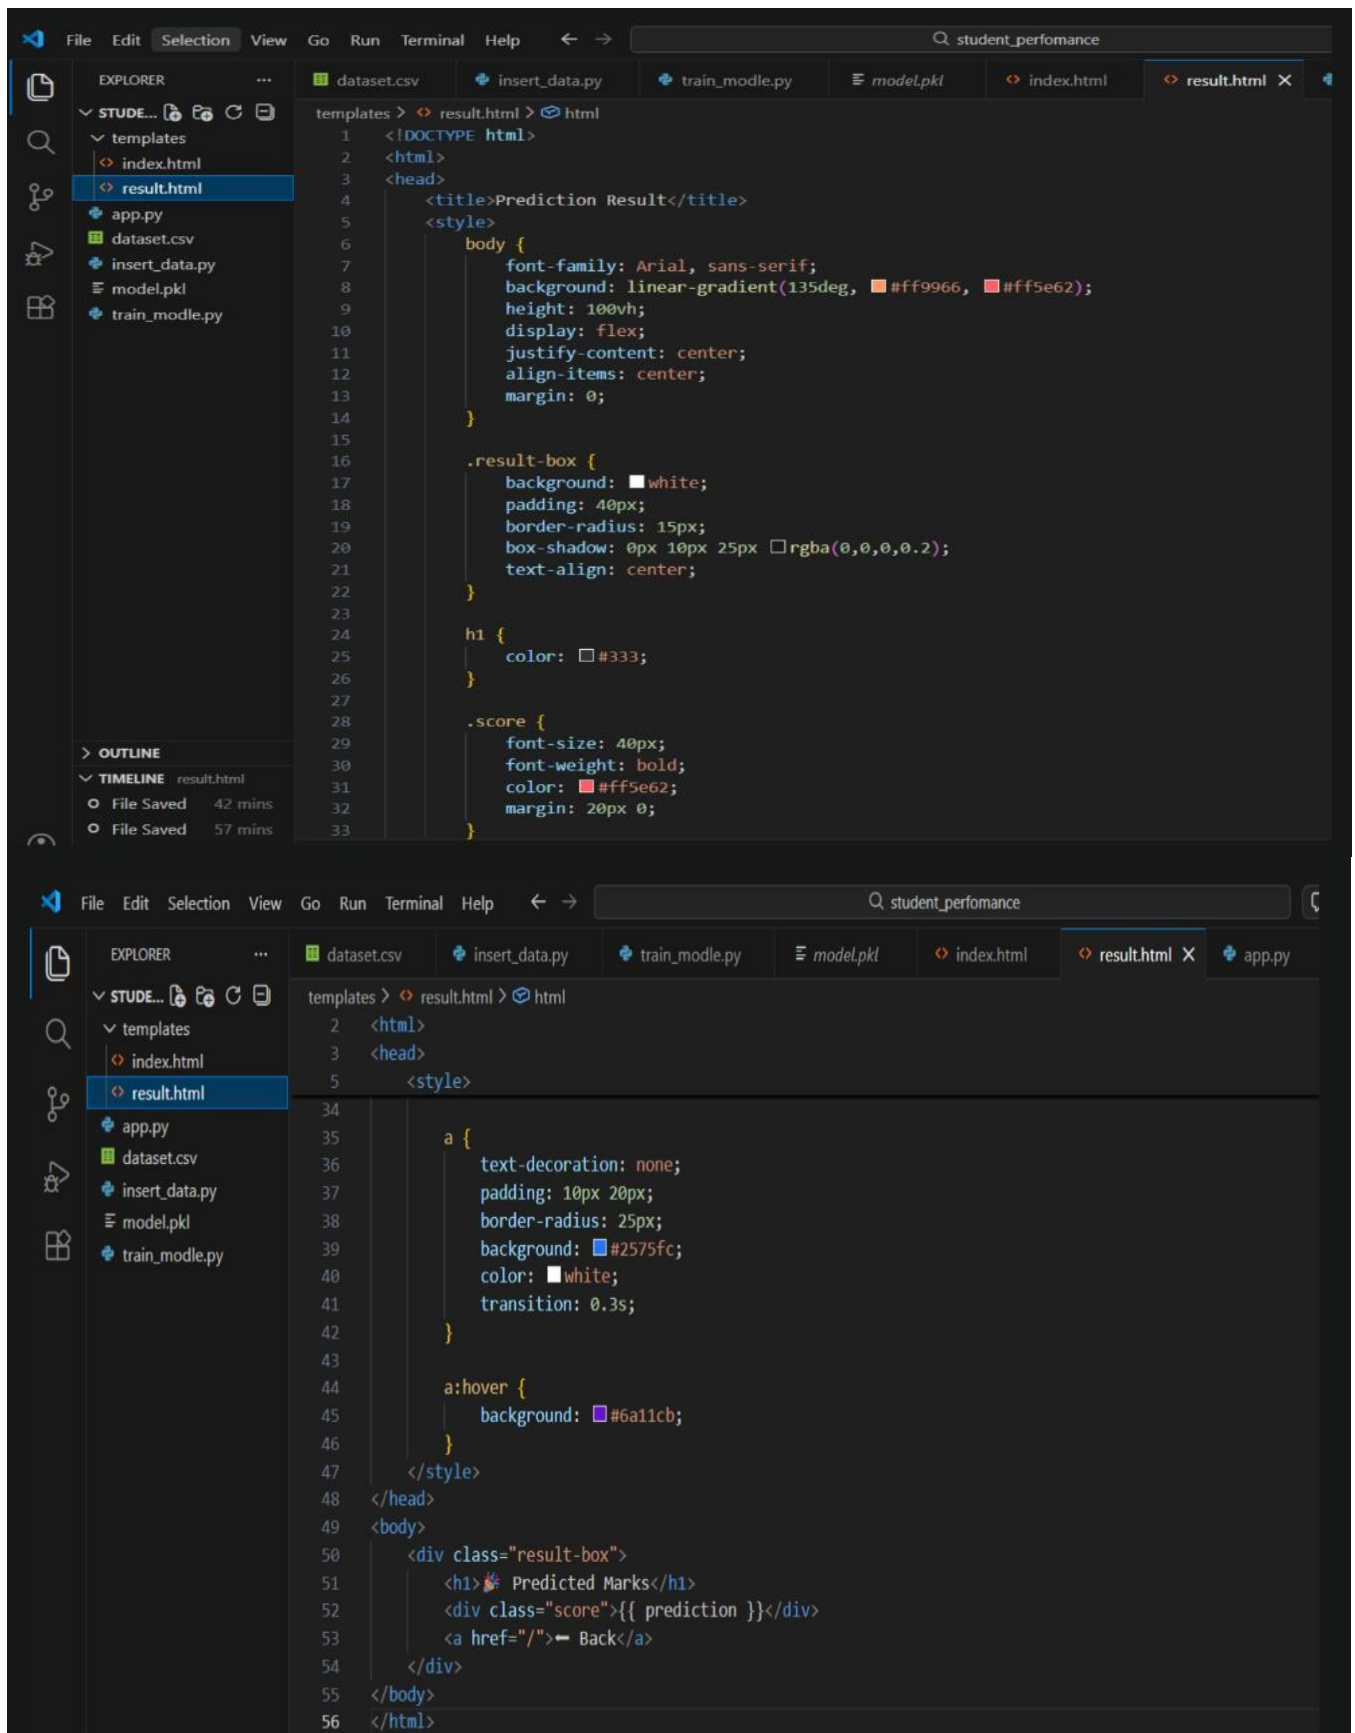 File Edit Selection View Go Run Terminal Help ← → student_perfomance
EXPLORER ... dataset.csv insert_data.py train_modle.py model.pkl index.html result.html
STUDE...
templates > result.html > html
templates
index.html
result.html
app.py
dataset.csv
insert_data.py
model.pkl
train_modle.py
OUTLINE
TIMELINE result.html
File Saved 42 mins
File Saved 57 mins
1 <!DOCTYPE html>
2 <html>
3 <head>
4 <title>Prediction Result</title>
5 <style>
6 body {
7 font-family: Arial, sans-serif;
8 background: linear-gradient(135deg, #ff9966, #ff5e62);
9 height: 100vh;
10 display: flex;
11 justify-content: center;
12 align-items: center;
13 margin: 0;
14 }
15
16 .result-box {
17 background: white;
18 padding: 40px;
19 border-radius: 15px;
20 box-shadow: 0px 10px 25px rgba(0,0,0,0.2);
21 text-align: center;
22 }
23
24 h1 {
25 color: #333;
26 }
27
28 .score {
29 font-size: 40px;
30 font-weight: bold;
31 color: #ff5e62;
32 margin: 20px 0;
33 }
File Edit Selection View Go Run Terminal Help ← → student_perfomance
EXPLORER ... dataset.csv insert_data.py train_modle.py model.pkl index.html result.html app.py
STUDE...
templates > result.html > html
templates
index.html
result.html
app.py
dataset.csv
insert_data.py
model.pkl
train_modle.py
2 <html>
3 <head>
5 <style>
34
35 a {
36 text-decoration: none;
37 padding: 10px 20px;
38 border-radius: 25px;
39 background: #2575fc;
40 color: white;
41 transition: 0.3s;
42 }
43
44 a:hover {
45 background: #6a11cb;
46 }
47 </style>
48 </head>
49 <body>
50 <div class="result-box">
51 <h1>🎉 Predicted Marks</h1>
52 <div class="score">{{ prediction }}</div>
53 <a href="/">⬅ Back</a>
54 </div>
55 </body>
56 </html>